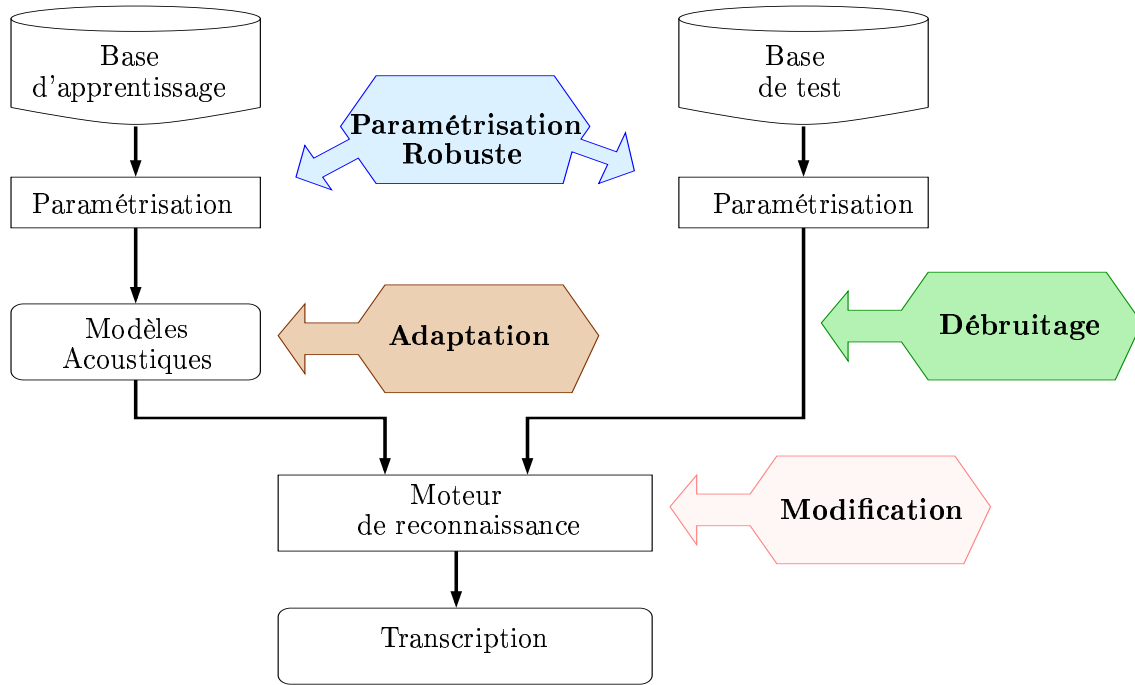 Base
d'apprentissage
Base
de test
Paramétrisation
Robuste
Paramétrisation
Paramétrisation
Modèles
Acoustiques
Adaptation
Débruitage
Moteur
de reconnaissance
Modification
Transcription